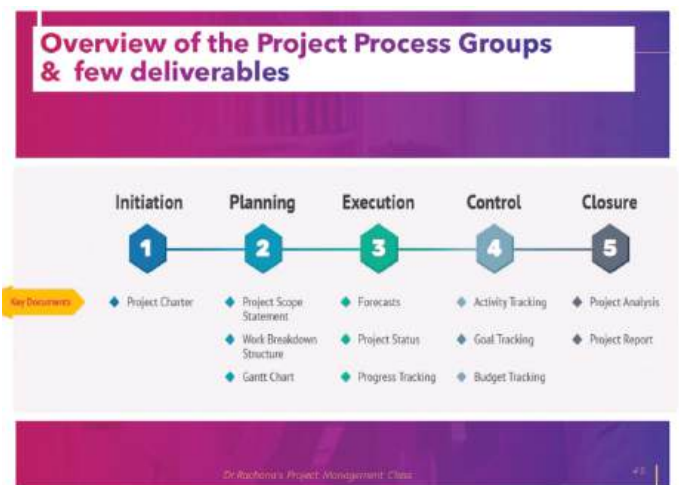 Overview of the Project Process Groups
& few deliverables
Initiation
Planning
Execution
Control
Closure
1
2
3
4
5
Key Documents
Project Charter
Project Scope
Statement
Work Breakdown
Structure
Gantt Chart
Forecasts
Project Status
Progress Tracking
Activity Tracking
Goal Tracking
Budget Tracking
Project Analysis
Project Report
Dr Rachana's Project Management Class